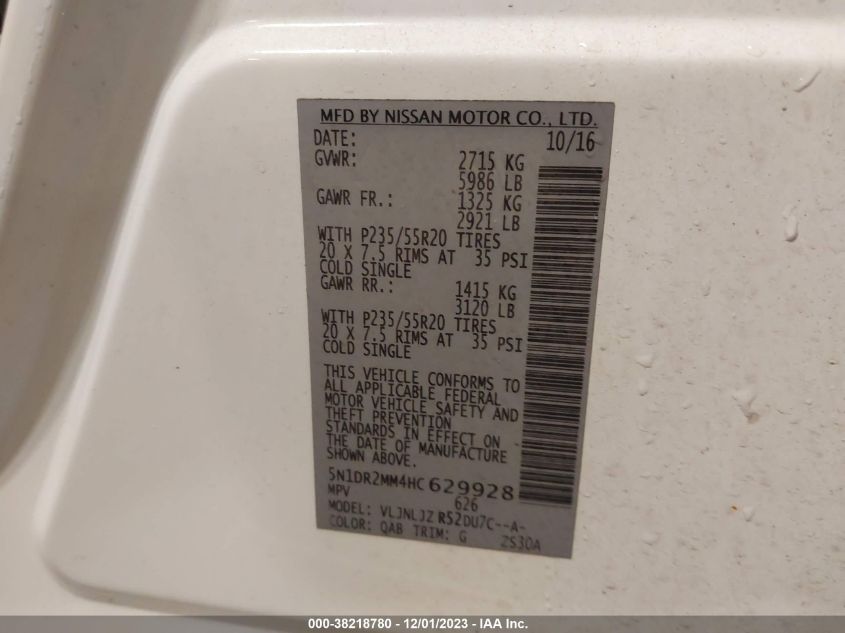 MFD BY NISSAN MOTOR CO., LTD.
DATE: 10/16
GVWR: 2715 KG
5986 LB
GAWR FR.: 1325 KG
2921 LB
WITH P235/55R20 TIRES
20 X 7.5 RIMS AT 35 PSI
COLD SINGLE
GAWR RR.: 1415 KG
3120 LB
WITH P235/55R20 TIRES
20 X 7.5 RIMS AT 35 PSI
COLD SINGLE
THIS VEHICLE CONFORMS TO
ALL APPLICABLE FEDERAL
MOTOR VEHICLE SAFETY AND
THEFT PREVENTION
STANDARDS IN EFFECT ON
THE DATE OF MANUFACTURE
SHOWN ABOVE.
5N1DR2MM4HC629928
MPV 626
MODEL: VLJNLJZ R52DU7C--A-
COLOR: QAB TRIM: G 2S30A
000-38218780 - 12/01/2023 - IAA Inc.